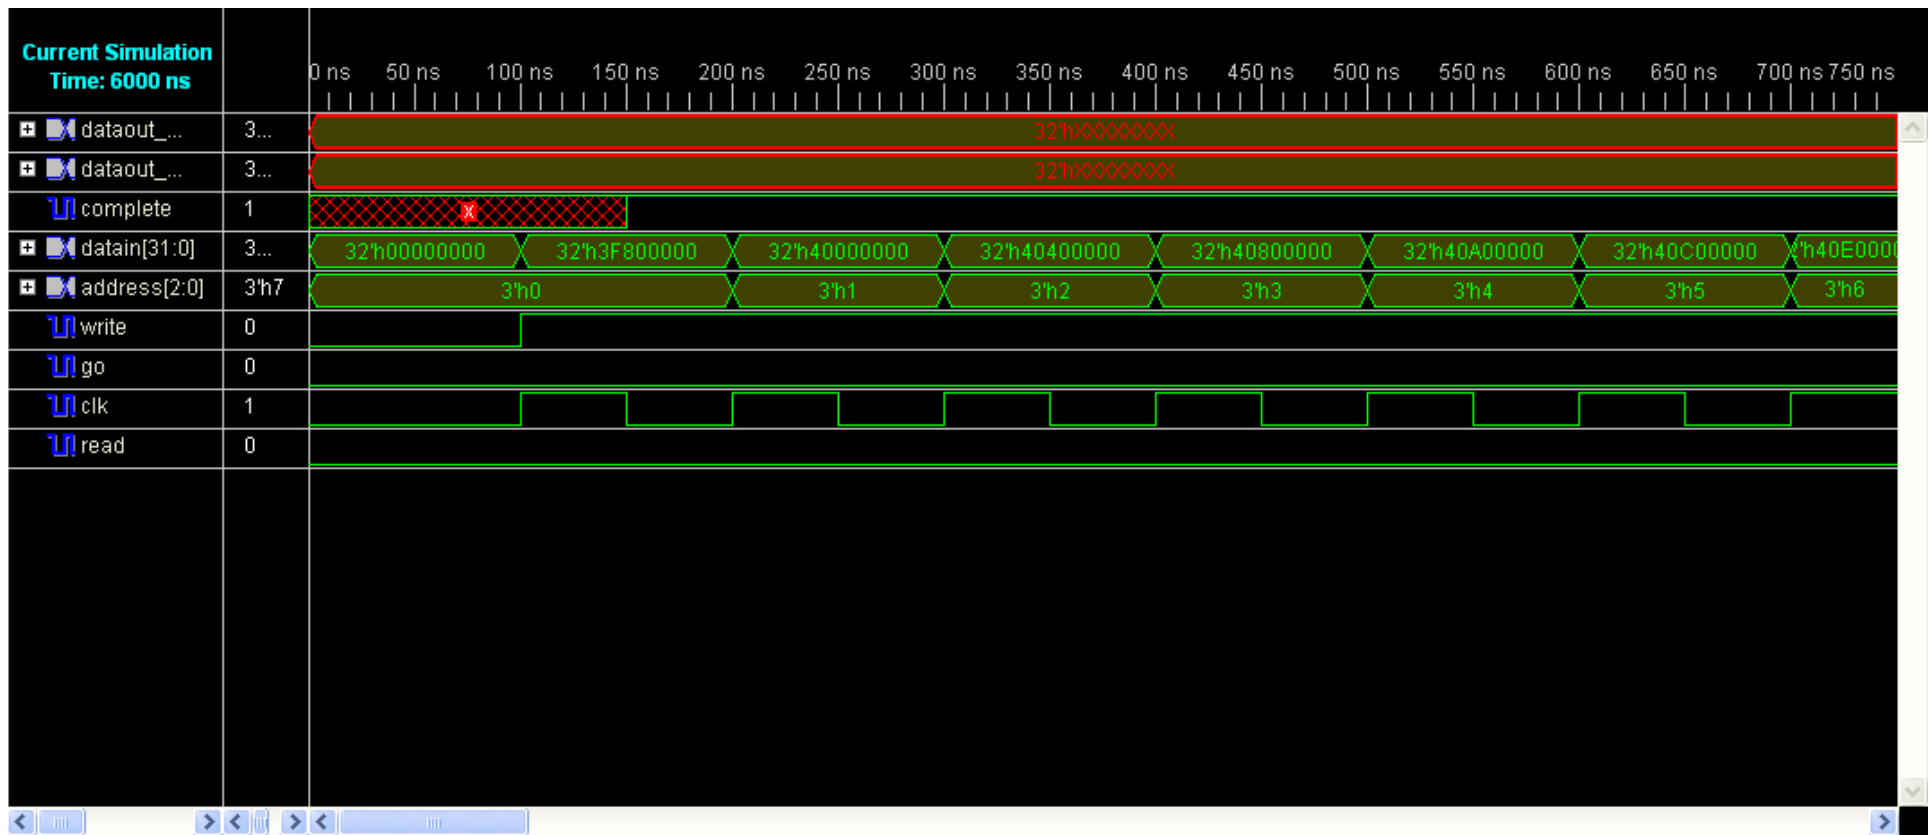 Current Simulation
Time: 6000 ns
0 ns 50 ns 100 ns 150 ns 200 ns 250 ns 300 ns 350 ns 400 ns 450 ns 500 ns 550 ns 600 ns 650 ns 700 ns 750 ns
dataout_... 3... 32'hXXXXXXXX
dataout_... 3... 32'hXXXXXXXX
complete 1 X
datain[31:0] 3... 32'h00000000 32'h3F800000 32'h40000000 32'h40400000 32'h40800000 32'h40A00000 32'h40C00000 'h40E0000
address[2:0] 3'h7 3'h0 3'h1 3'h2 3'h3 3'h4 3'h5 3'h6
write 0
go 0
clk 1
read 0